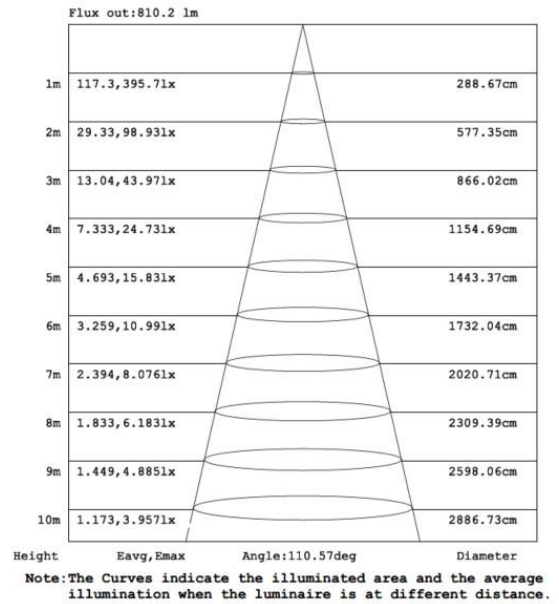 Flux out:810.2 lm
1m 117.3,395.7lx 288.67cm
2m 29.33,98.93lx 577.35cm
3m 13.04,43.97lx 866.02cm
4m 7.333,24.73lx 1154.69cm
5m 4.693,15.83lx 1443.37cm
6m 3.259,10.99lx 1732.04cm
7m 2.394,8.076lx 2020.71cm
8m 1.833,6.183lx 2309.39cm
9m 1.449,4.885lx 2598.06cm
10m 1.173,3.957lx 2886.73cm
Height Eavg,Emax Angle:110.57deg Diameter
Note:The Curves indicate the illuminated area and the average
illumination when the luminaire is at different distance.